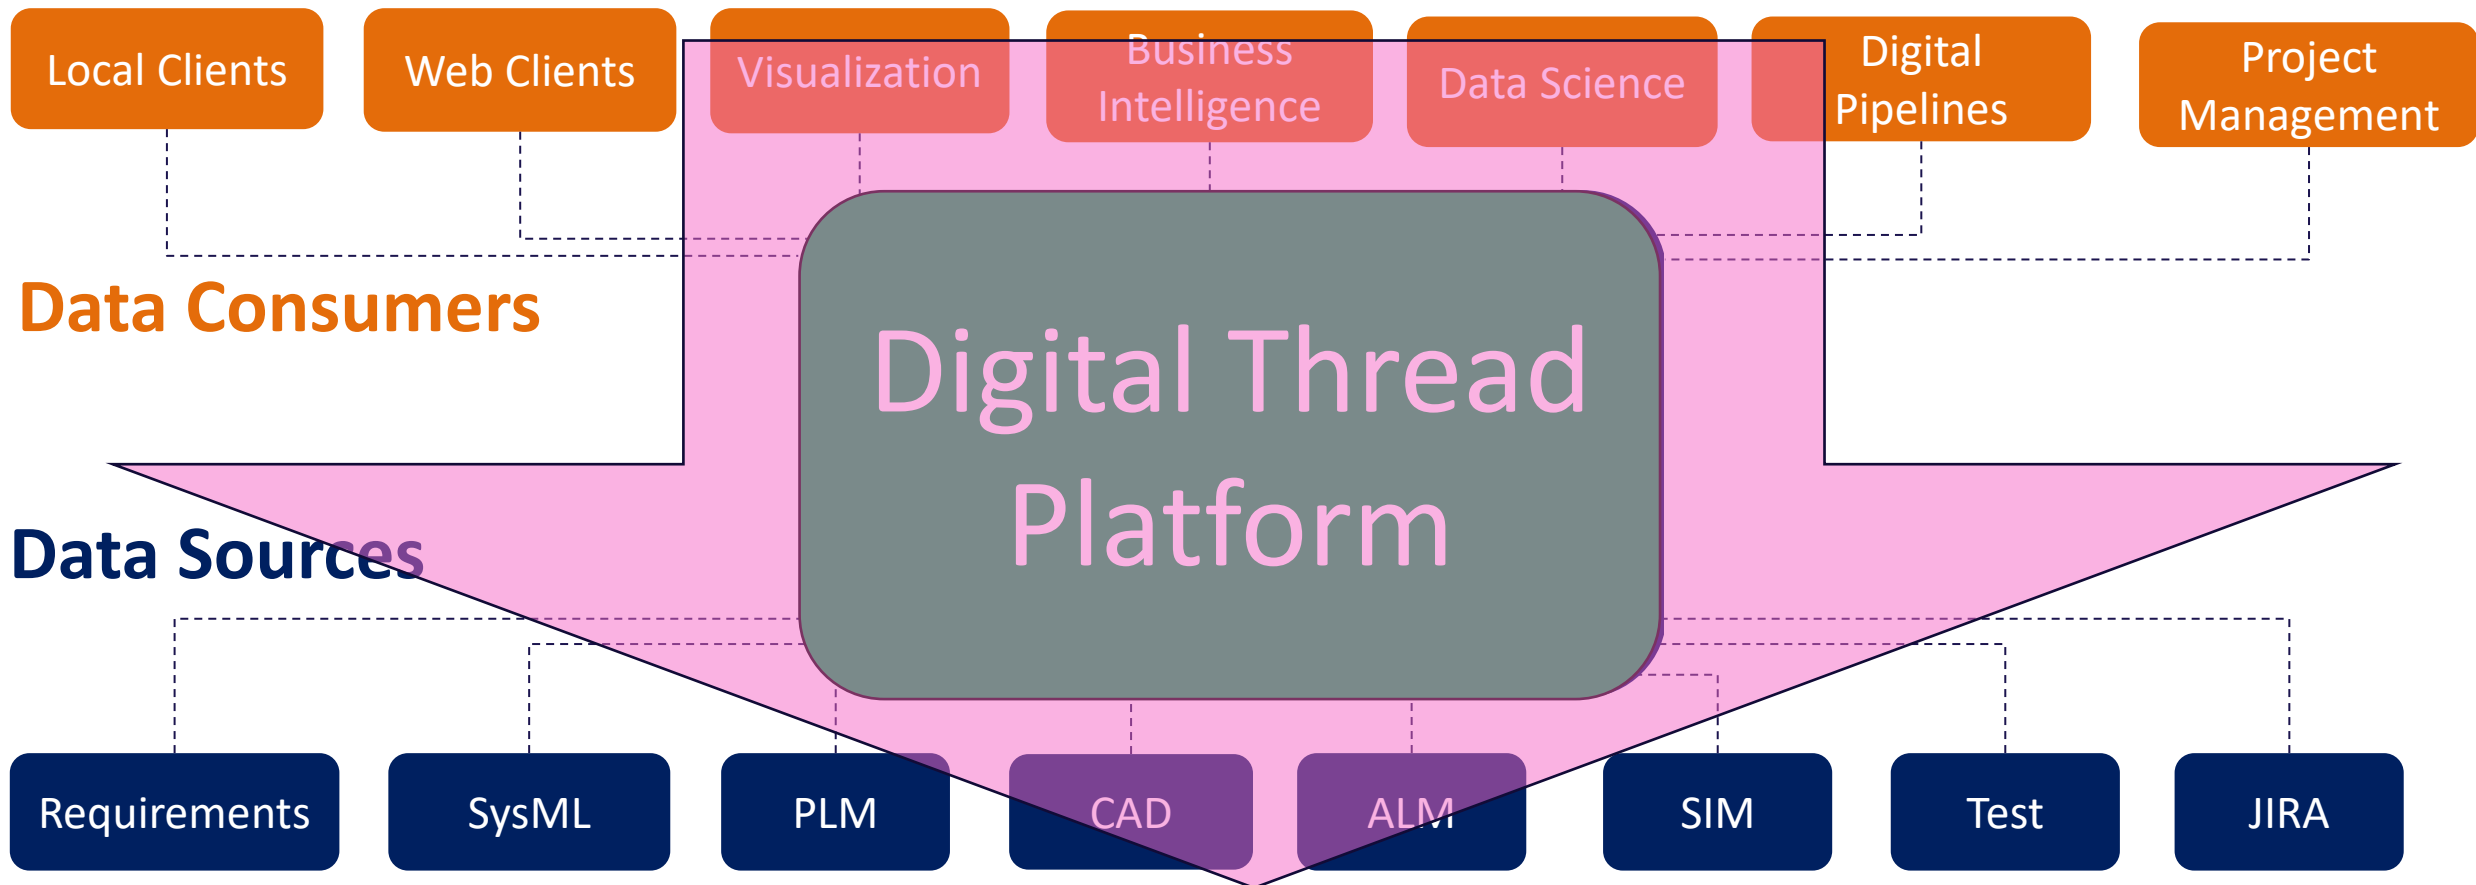 Local Clients
Web Clients
Visualization
Business
Intelligence
Data Science
Digital
Pipelines
Project
Management
Data Consumers
Digital Thread
Platform
Data Sources
Requirements
SysML
PLM
CAD
ALM
SIM
Test
JIRA